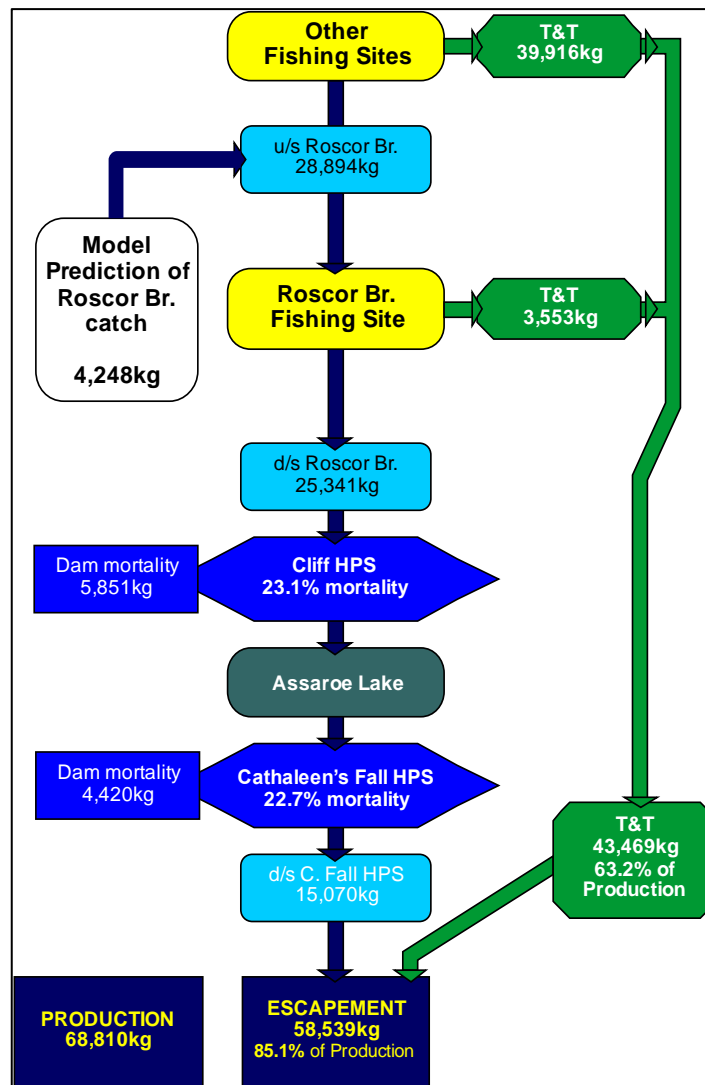 Other
Fishing Sites
T&T
39,916kg
u/s Roscor Br.
28,894kg
Model
Prediction of
Roscor Br.
catch
4,248kg
Roscor Br.
Fishing Site
T&T
3,553kg
d/s Roscor Br.
25,341kg
Dam mortality
5,851kg
Cliff HPS
23.1% mortality
Assaroe Lake
Dam mortality
4,420kg
Cathaleen's Fall HPS
22.7% mortality
T&T
43,469kg
63.2% of
Production
d/s C. Fall HPS
15,070kg
PRODUCTION
68,810kg
ESCAPEMENT
58,539kg
85.1% of Production